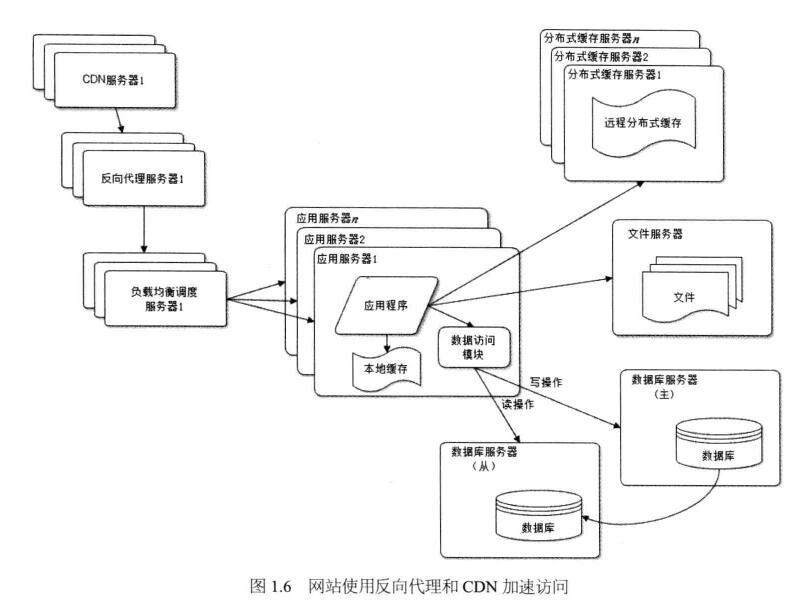 CDN服务器1
反向代理服务器1
负载均衡调度
服务器1
应用服务器n
应用服务器2
应用服务器1
应用程序
本地缓存
数据访问
模块
分布式缓存服务器n
分布式缓存服务器2
分布式缓存服务器1
远程分布式缓存
文件服务器
文件
写操作
读操作
数据库服务器
（主）
数据库
数据库服务器
（从）
数据库
图 1.6 网站使用反向代理和 CDN 加速访问